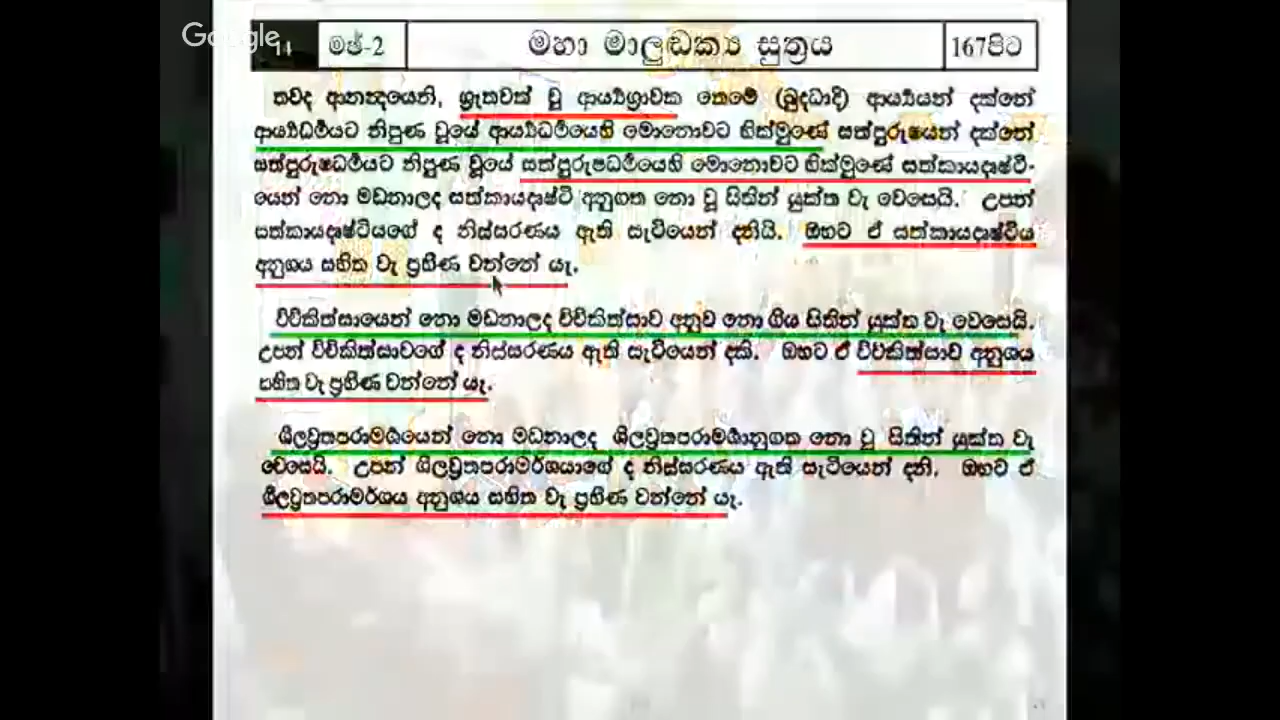 Google
14 මජ්-2 මහා මාලුඞක්‍ය සුත්‍රය 167පිට
තවද ආනන්‍දයෙනි, ශ්‍රැතවත් වූ ආර්‍ය්‍යශ්‍රාවක තෙමේ (බුද්‍ධාදි) ආර්‍ය්‍යයන් දක්නේ
ආර්‍ය්‍යධර්‍මයට නිපුණ වූයේ ආර්‍ය්‍යධර්‍මයෙහි මොනොවට හික්මුණේ සත්පුරුෂයන් දක්නේ
සත්පුරුෂධර්‍මයට නිපුණ වූයේ සත්පුරුෂධර්‍මයෙහි මොනොවට හික්මුණේ සත්කායදෘෂ්ටි-
යෙන් නො මඩනාලද සත්කායදෘෂ්ටි අනුගත නො වූ සිතින් යුක්ත වැ වෙසෙයි. උපන්
සත්කායදෘෂ්ටියගේ ද නිස්සරණය ඇති සැටියෙන් දනියි. ඔහට ඒ සත්කායදෘෂ්ටිය
අනුශය සහිත වැ ප්‍රහීණ වන්නේ යැ.
විචිකිත්සායෙන් නො මඩනාලද විචිකිත්සාව අනුව නො ගිය සිතින් යුක්ත වැ වෙසෙයි.
උපන් විචිකිත්සාවගේ ද නිස්සරණය ඇති සැටියෙන් දකි. ඔහට ඒ විචිකිත්සාව අනුශය
සහිත වැ ප්‍රහීණ වන්නේ යැ.
ශීලව්‍රතපරාමර්‍ශයෙන් නො මඩනාලද ශීලව්‍රතපරාමර්‍ශානුගත නො වූ සිතින් යුක්ත වැ
වෙසෙයි. උපන් ශීලව්‍රතපරාමර්ශයාගේ ද නිස්සරණය ඇති සැටියෙන් දනි. ඔහට ඒ
ශීලව්‍රතපරාමර්ශය අනුශය සහිත වැ ප්‍රහීණ වන්නේ යැ.